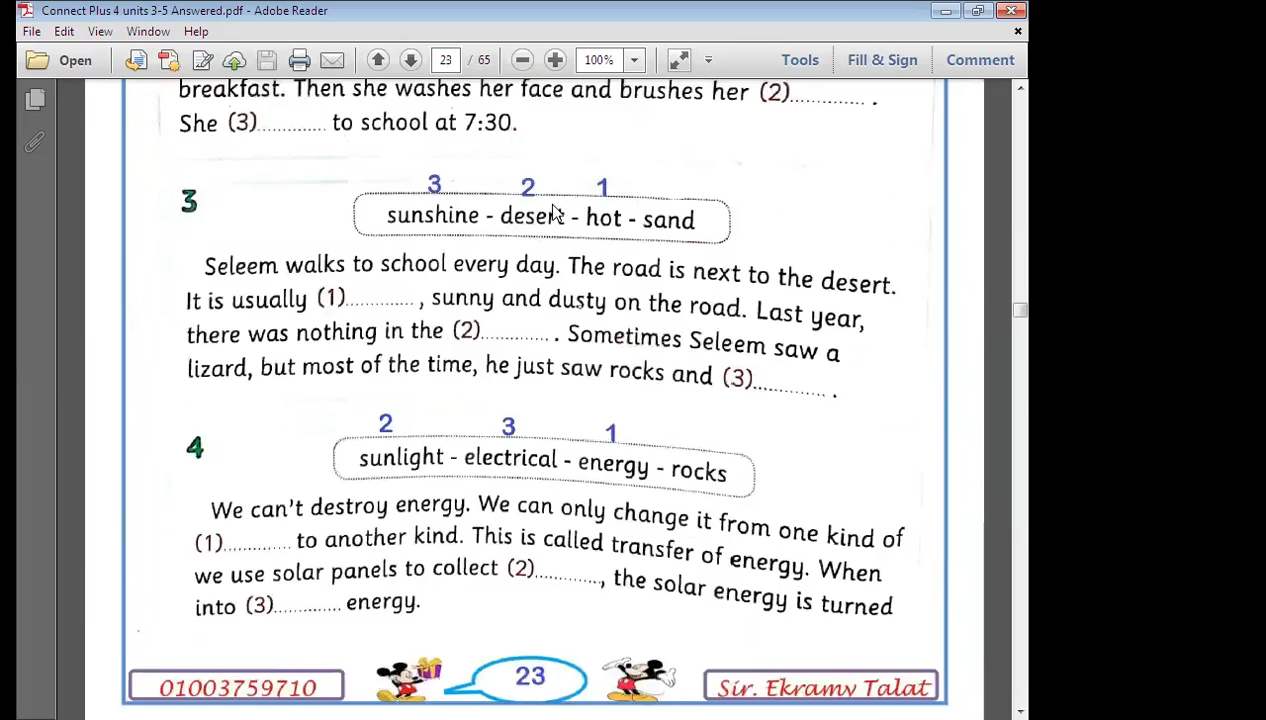 Connect Plus 4 units 3-5 Answered.pdf - Adobe Reader
File Edit View Window Help
Open 23 / 65 100% Tools Fill & Sign Comment
breakfast. Then she washes her face and brushes her (2)............... .
She (3)............... to school at 7:30.
3 2 1
3
sunshine - desert - hot - sand
Seleem walks to school every day. The road is next to the desert.
It is usually (1)..............., sunny and dusty on the road. Last year,
there was nothing in the (2)............... . Sometimes Seleem saw a
lizard, but most of the time, he just saw rocks and (3)............... .
2 3 1
4
sunlight - electrical - energy - rocks
We can't destroy energy. We can only change it from one kind of
(1)............... to another kind. This is called transfer of energy. When
we use solar panels to collect (2)..............., the solar energy is turned
into (3)............... energy.
01003759710 23 Sir. Ekramy Talat